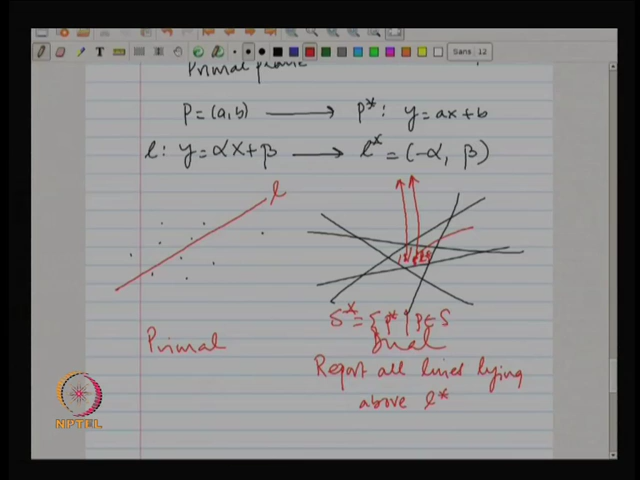 Sans 12
Primal plane
P = (a, b) ⟶ P*: y = ax + b
l: y = αx + β ⟶ l* = (-α, β)
l
S* = {p* | p ∈ S
Primal
Dual
Report all lines lying
above l*
NPTEL